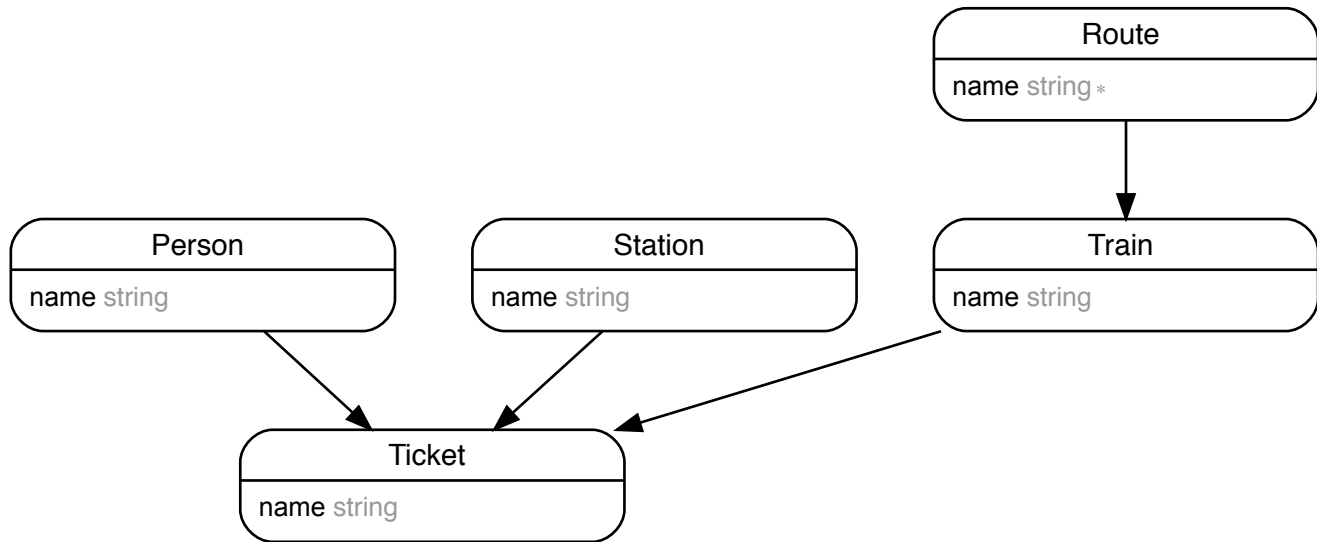 Route
name string *
Person
name string
Station
name string
Train
name string
Ticket
name string